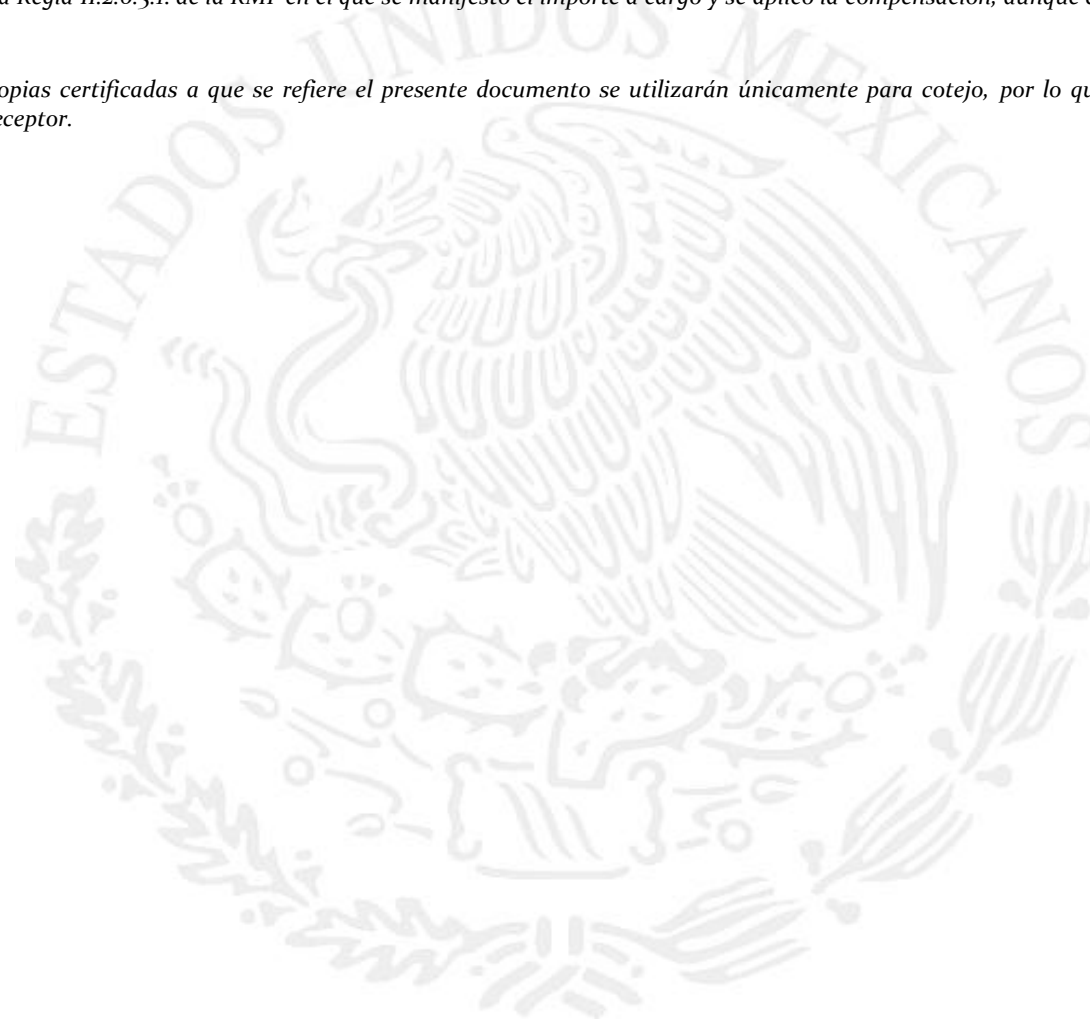 a Regla II.2.6.3.1. de la RMF en el que se manifestó el importe a cargo y se aplicó la compensación, aunque
opias certificadas a que se refiere el presente documento se utilizarán únicamente para cotejo, por lo qu
eceptor.
ESTADOS UNIDOS MEXICANOS